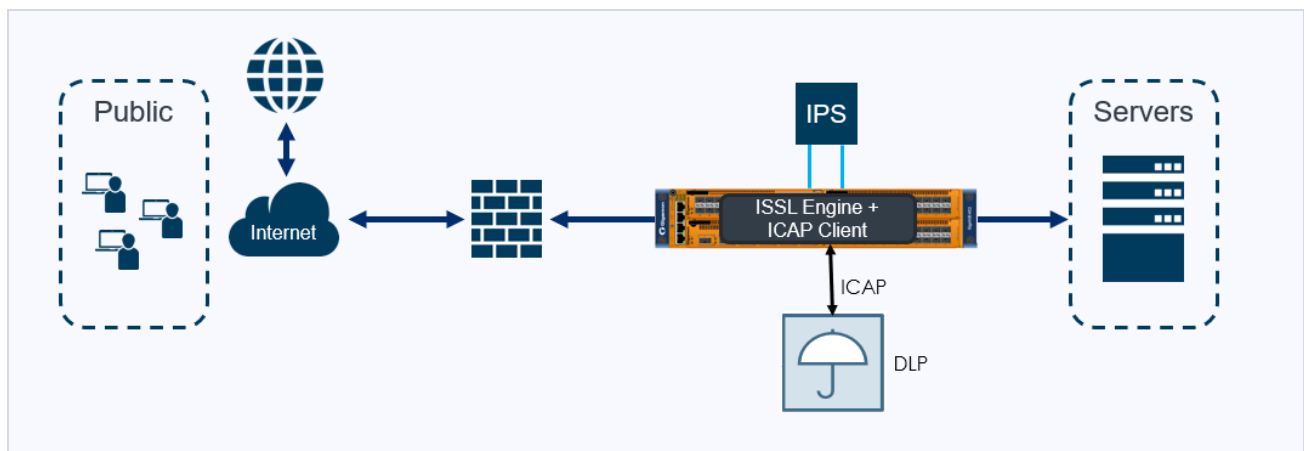 Public
Internet
IPS
ISSL Engine +
ICAP Client
ICAP
DLP
Servers